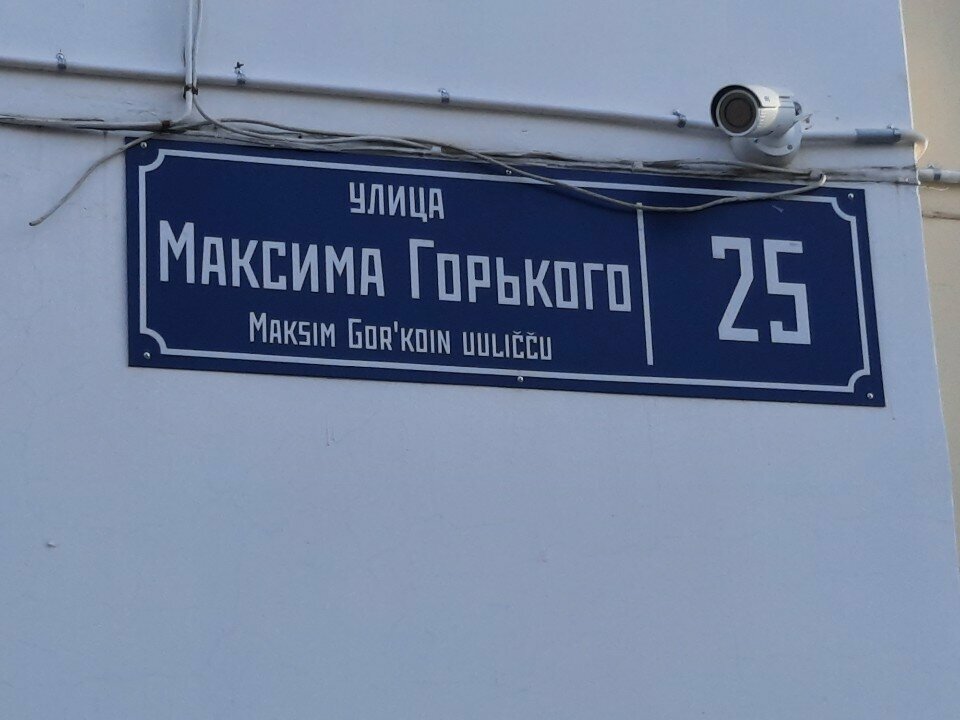 улица
Максима Горького
25
Maksim Gor'koin uuličču